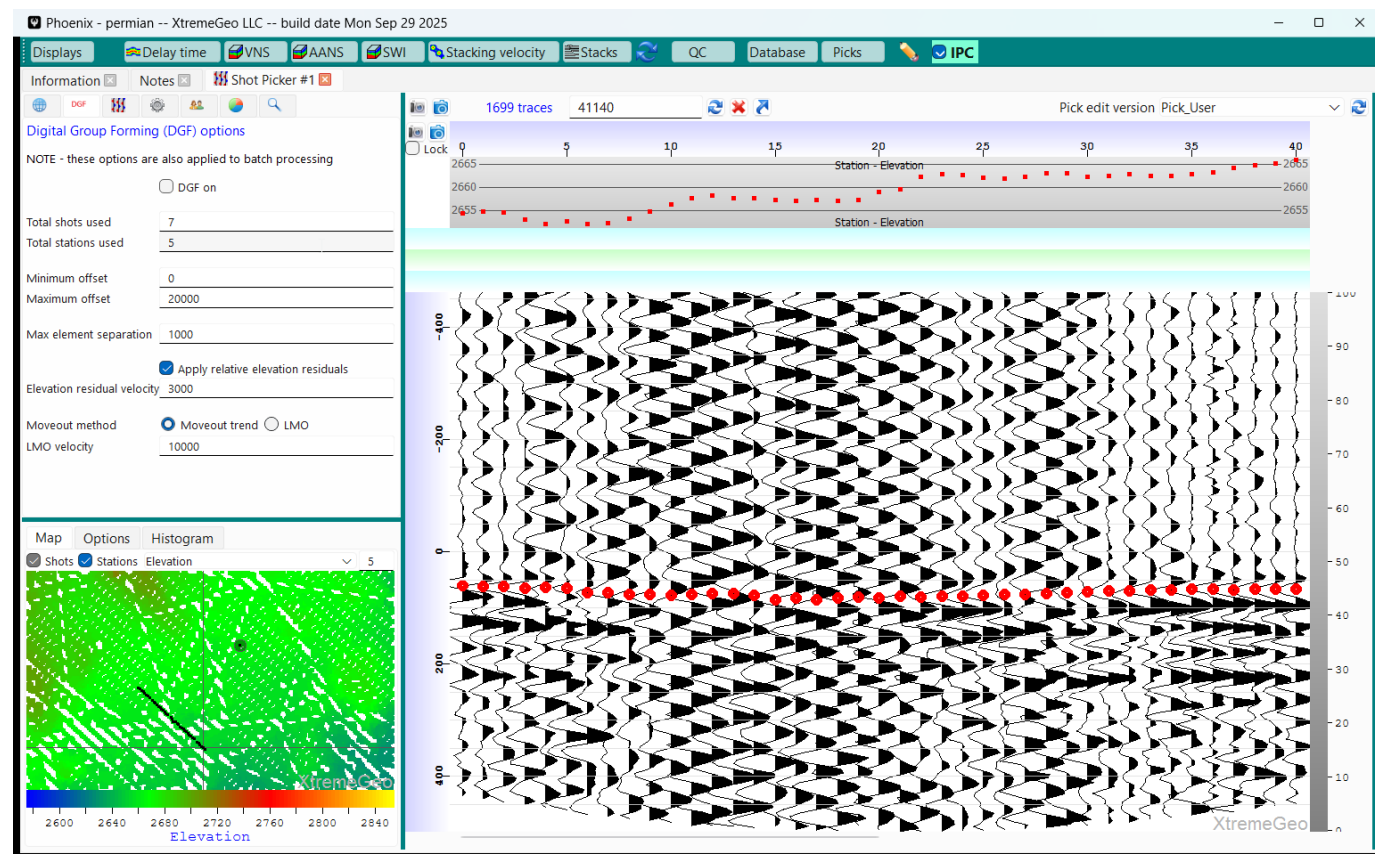 Phoenix - permian -- XtremeGeo LLC -- build date Mon Sep 29 2025
Displays Delay time VNS AANS SWI Stacking velocity Stacks QC Database Picks IPC
Information Notes Shot Picker #1
DGF
1699 traces 41140 Pick edit version Pick_User
Digital Group Forming (DGF) options
NOTE - these options are also applied to batch processing
DGF on
Total shots used 7
Total stations used 5
Minimum offset 0
Maximum offset 20000
Max element separation 1000
Apply relative elevation residuals
Elevation residual velocity 3000
Moveout method Moveout trend LMO
LMO velocity 10000
Map Options Histogram
Shots Stations Elevation 5
XtremeGeo
2600 2640 2680 2720 2760 2800 2840
Elevation
Lock 0 5 10 15 20 25 30 35 40
2665 Station - Elevation 2665
2660 2660
2655 2655
Station - Elevation
-400
-200
0
200
400
100
90
80
70
60
50
40
30
20
10
0
XtremeGeo